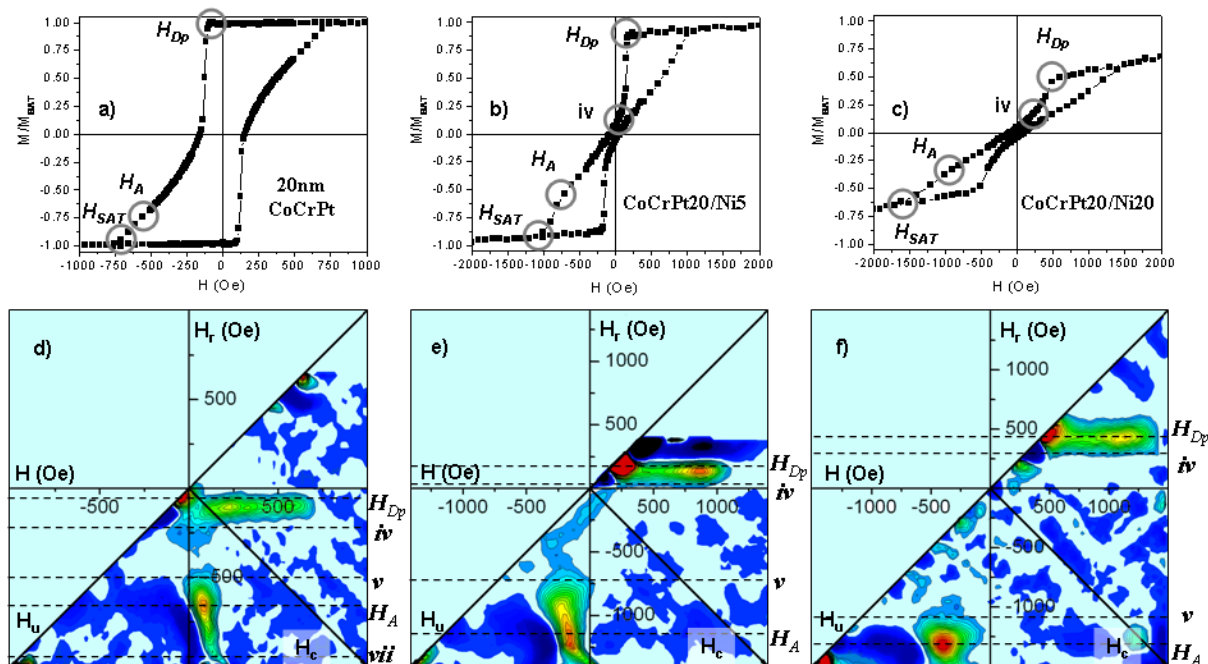 H_Dp
a)
H_A
H_SAT
20nm
CoCrPt
M/M_SAT
1.00
0.75
0.50
0.25
0.00
-0.25
-0.50
-0.75
-1.00
-1000 -750 -500 -250 0 250 500 750 1000
H (Oe)
H_Dp
b)
iv
H_A
H_SAT
CoCrPt20/Ni5
M/M_SAT
1.00
0.75
0.50
0.25
0.00
-0.25
-0.50
-0.75
-1.00
-2000 -1500 -1000 -500 0 500 1000 1500 2000
H (Oe)
H_Dp
c)
iv
H_A
H_SAT
CoCrPt20/Ni20
M/M_SAT
1.00
0.75
0.50
0.25
0.00
-0.25
-0.50
-0.75
-1.00
-2000 -1500 -1000 -500 0 500 1000 1500 2000
H (Oe)
d)
H_r (Oe)
500
H (Oe)
-500
500
H_Dp
iv
500
v
H_A
H_u
H_c
vii
e)
H_r (Oe)
1000
500
H (Oe)
-1000 -500
500 1000
H_Dp
iv
-500
v
1000
H_u
H_c
H_A
f)
H_r (Oe)
1000
500
H_Dp
iv
H (Oe)
-1000 -500
500 1000
-500
1000
v
H_u
H_c
H_A